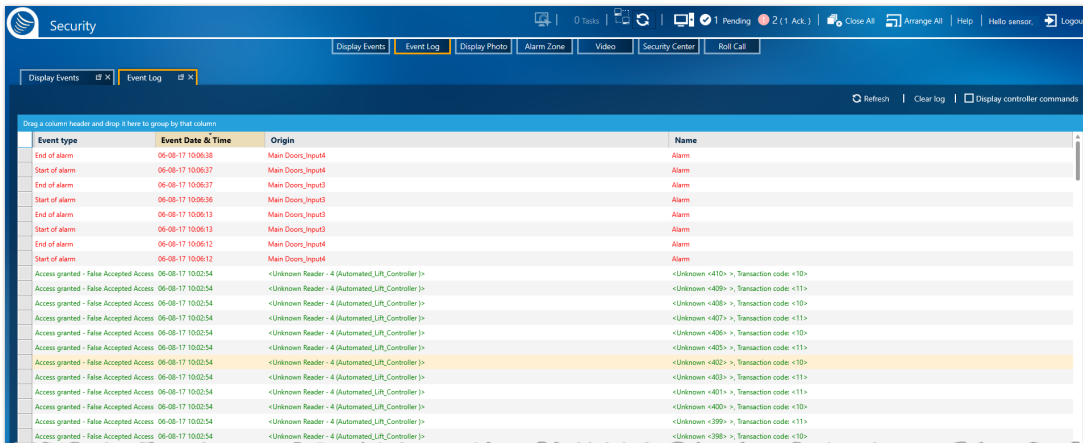 Security
0 Tasks | 1 Pending 2 (1 Ack.) | Close All Arrange All | Help | Hello sensor, Logou
Display Events Event Log Display Photo Alarm Zone Video Security Center Roll Call
Display Events Event Log
Refresh | Clear log | Display controller commands
Drag a column header and drop it here to group by that column
Event type Event Date & Time Origin Name
End of alarm 06-08-17 10:06:38 Main Doors_Input4 Alarm
Start of alarm 06-08-17 10:06:37 Main Doors_Input4 Alarm
End of alarm 06-08-17 10:06:37 Main Doors_Input3 Alarm
Start of alarm 06-08-17 10:06:36 Main Doors_Input3 Alarm
End of alarm 06-08-17 10:06:13 Main Doors_Input3 Alarm
Start of alarm 06-08-17 10:06:13 Main Doors_Input3 Alarm
End of alarm 06-08-17 10:06:12 Main Doors_Input4 Alarm
Start of alarm 06-08-17 10:06:12 Main Doors_Input4 Alarm
Access granted - False Accepted Access 06-08-17 10:02:54 <Unknown Reader - 4 (Automated_Lift_Controller )> <Unknown <410> >, Transaction code: <10>
Access granted - False Accepted Access 06-08-17 10:02:54 <Unknown Reader - 4 (Automated_Lift_Controller )> <Unknown <409> >, Transaction code: <11>
Access granted - False Accepted Access 06-08-17 10:02:54 <Unknown Reader - 4 (Automated_Lift_Controller )> <Unknown <408> >, Transaction code: <10>
Access granted - False Accepted Access 06-08-17 10:02:54 <Unknown Reader - 4 (Automated_Lift_Controller )> <Unknown <407> >, Transaction code: <11>
Access granted - False Accepted Access 06-08-17 10:02:54 <Unknown Reader - 4 (Automated_Lift_Controller )> <Unknown <406> >, Transaction code: <10>
Access granted - False Accepted Access 06-08-17 10:02:54 <Unknown Reader - 4 (Automated_Lift_Controller )> <Unknown <405> >, Transaction code: <11>
Access granted - False Accepted Access 06-08-17 10:02:54 <Unknown Reader - 4 (Automated_Lift_Controller )> <Unknown <402> >, Transaction code: <10>
Access granted - False Accepted Access 06-08-17 10:02:54 <Unknown Reader - 4 (Automated_Lift_Controller )> <Unknown <403> >, Transaction code: <11>
Access granted - False Accepted Access 06-08-17 10:02:54 <Unknown Reader - 4 (Automated_Lift_Controller )> <Unknown <401> >, Transaction code: <11>
Access granted - False Accepted Access 06-08-17 10:02:54 <Unknown Reader - 4 (Automated_Lift_Controller )> <Unknown <400> >, Transaction code: <10>
Access granted - False Accepted Access 06-08-17 10:02:54 <Unknown Reader - 4 (Automated_Lift_Controller )> <Unknown <399> >, Transaction code: <11>
Access granted - False Accepted Access 06-08-17 10:02:54 <Unknown Reader - 4 (Automated_Lift_Controller )> <Unknown <398> >, Transaction code: <10>